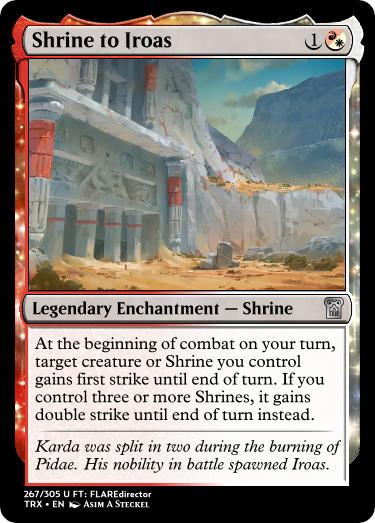 Shrine to Iroas
1
Legendary Enchantment — Shrine
At the beginning of combat on your turn,
target creature or Shrine you control
gains first strike until end of turn. If you
control three or more Shrines, it gains
double strike until end of turn instead.
Karda was split in two during the burning of
Pidae. His nobility in battle spawned Iroas.
267/305 U FT: FLAREdirector
TRX • EN Asim A Steckel